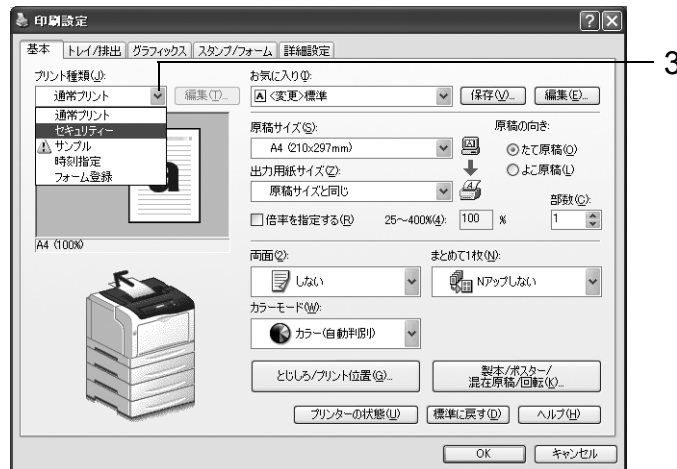 印刷設定
基本 トレイ/排出 グラフィックス スタンプ/フォーム 詳細設定
3
プリント種類(J):
通常プリント 編集(T)...
通常プリント
セキュリティー
サンプル
時刻指定
フォーム登録
A4 (100%)
お気に入り(I):
<変更>標準 保存(V)... 編集(E)...
原稿サイズ(S):
A4 (210x297mm)
原稿の向き:
たて原稿(O)
よこ原稿(L)
出力用紙サイズ(Z):
原稿サイズと同じ
倍率を指定する(R) 25～400%(4): 100 %
部数(C):
1
両面(2):
しない
まとめて1枚(N):
Nアップしない
カラーモード(W):
カラー(自動判別)
とじしろ/プリント位置(G)...
製本/ポスター/
混在原稿/回転(K)...
プリンターの状態(U) 標準に戻す(D) ヘルプ(H)
OK キャンセル